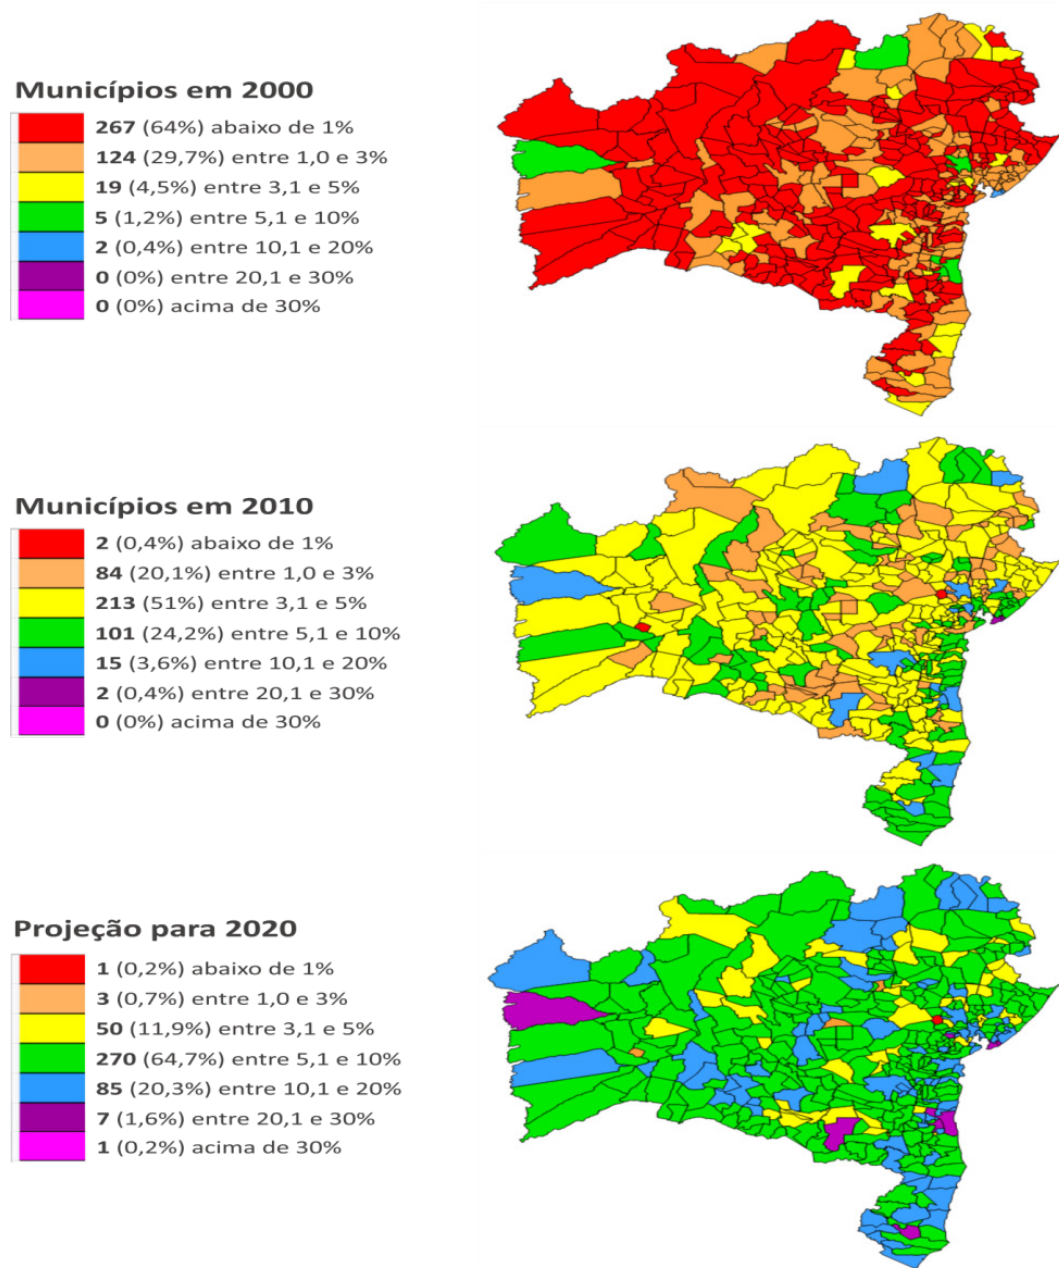 Municípios em 2000
267 (64%) abaixo de 1%
124 (29,7%) entre 1,0 e 3%
19 (4,5%) entre 3,1 e 5%
5 (1,2%) entre 5,1 e 10%
2 (0,4%) entre 10,1 e 20%
0 (0%) entre 20,1 e 30%
0 (0%) acima de 30%
Municípios em 2010
2 (0,4%) abaixo de 1%
84 (20,1%) entre 1,0 e 3%
213 (51%) entre 3,1 e 5%
101 (24,2%) entre 5,1 e 10%
15 (3,6%) entre 10,1 e 20%
2 (0,4%) entre 20,1 e 30%
0 (0%) acima de 30%
Projeção para 2020
1 (0,2%) abaixo de 1%
3 (0,7%) entre 1,0 e 3%
50 (11,9%) entre 3,1 e 5%
270 (64,7%) entre 5,1 e 10%
85 (20,3%) entre 10,1 e 20%
7 (1,6%) entre 20,1 e 30%
1 (0,2%) acima de 30%